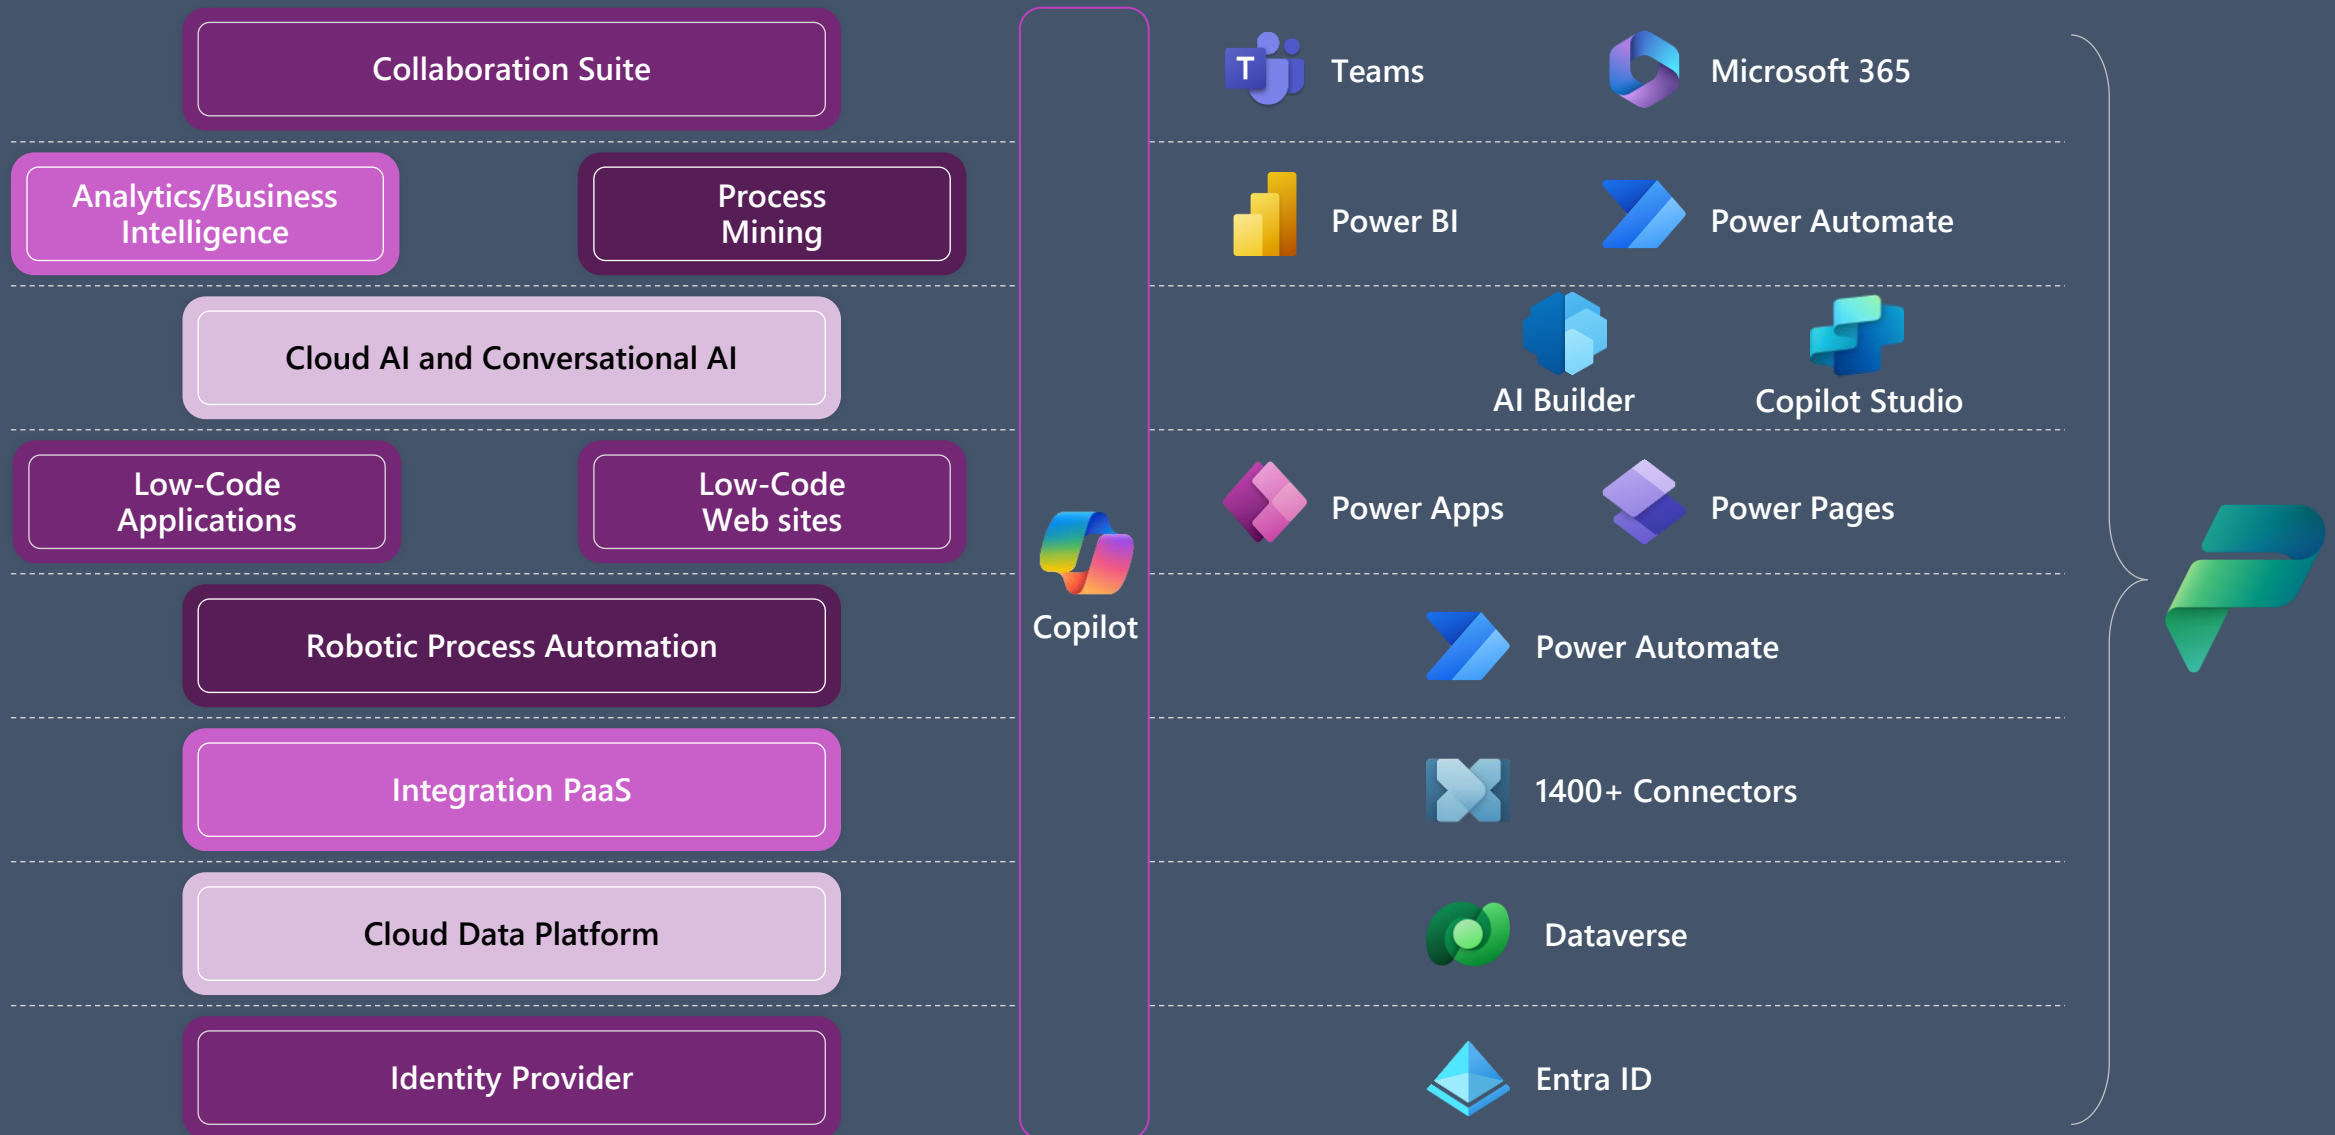 Collaboration Suite
T
Teams
Microsoft 365
Analytics/Business
Intelligence
Process
Mining
Power BI
Power Automate
Cloud AI and Conversational AI
AI Builder
Copilot Studio
Low-Code
Applications
Low-Code
Web sites
Copilot
Power Apps
Power Pages
Robotic Process Automation
Power Automate
Integration PaaS
1400+ Connectors
Cloud Data Platform
Dataverse
Identity Provider
Entra ID